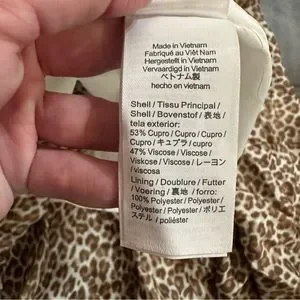 Made in Vietnam
Fabriqué au Viêt Nam
Hergestellt in Vietnam
Vervaardigd in Vietnam
ベトナム製
hecho en vietnam
Shell / Tissu Principal /
Shell / Bovenstof / 表地 /
tela exterior:
53% Cupro / Cupro / Cupro /
Cupro / キュプラ / cupro
47% Viscose / Viscose /
Viskose / Viscose / レーヨン
/ viscosa
Lining / Doublure / Futter
/ Voering / 裏地 / forro:
100% Polyester / Polyester /
Polyester / Polyester / ポリエ
ステル / poliéster